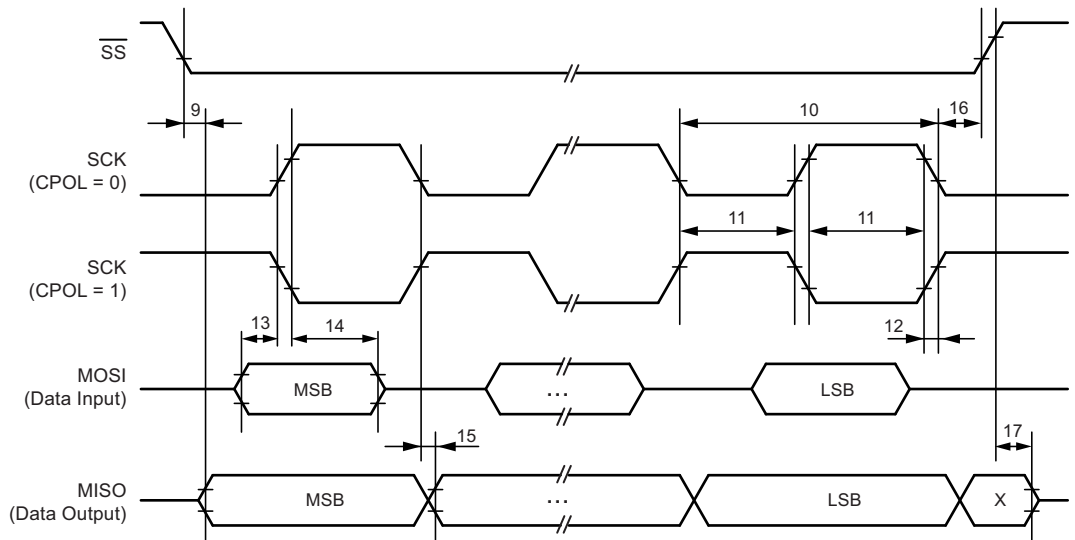 SS
9
10
16
SCK
(CPOL = 0)
11
11
SCK
(CPOL = 1)
13
14
12
MOSI
(Data Input)
MSB
...
LSB
15
17
MISO
(Data Output)
MSB
...
LSB
X